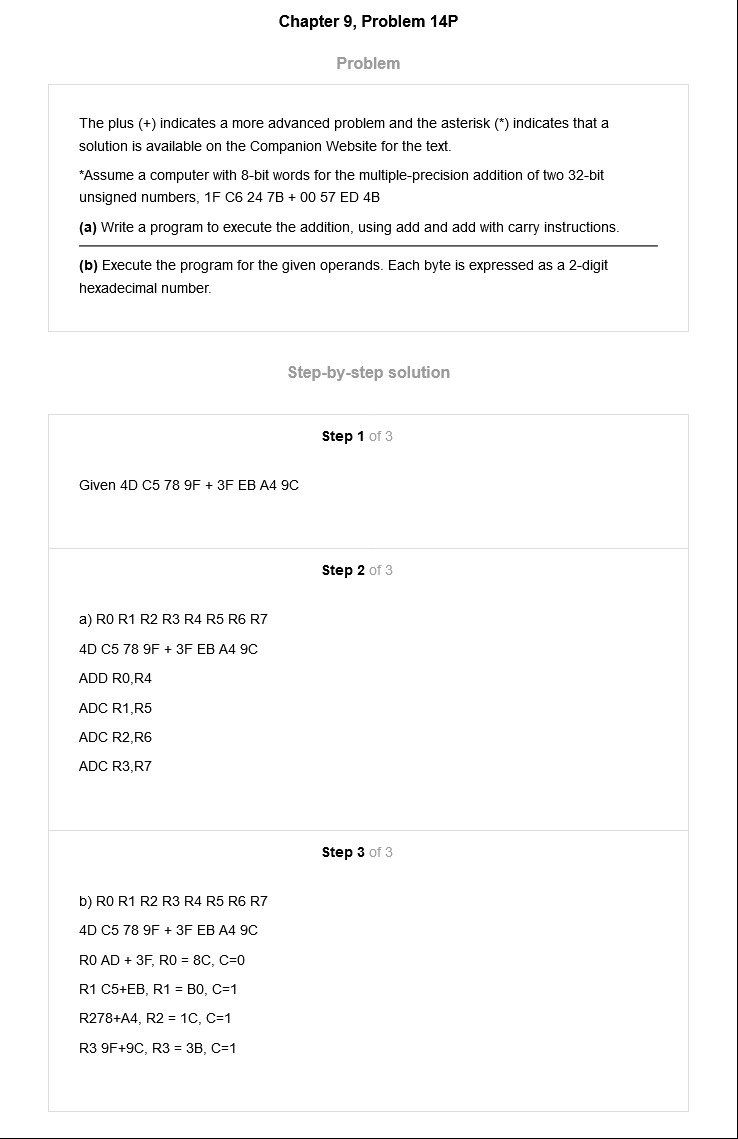 Chapter 9, Problem 14P
Problem
The plus (+) indicates a more advanced problem and the asterisk (*) indicates that a
solution is available on the Companion Website for the text.
*Assume a computer with 8-bit words for the multiple-precision addition of two 32-bit
unsigned numbers, 1F C6 24 7B + 00 57 ED 4B
(a) Write a program to execute the addition, using add and add with carry instructions.
(b) Execute the program for the given operands. Each byte is expressed as a 2-digit
hexadecimal number.
Step-by-step solution
Step 1 of 3
Given 4D C5 78 9F + 3F EB A4 9C
Step 2 of 3
a) R0 R1 R2 R3 R4 R5 R6 R7
4D C5 78 9F + 3F EB A4 9C
ADD R0,R4
ADC R1,R5
ADC R2,R6
ADC R3,R7
Step 3 of 3
b) R0 R1 R2 R3 R4 R5 R6 R7
4D C5 78 9F + 3F EB A4 9C
R0 AD + 3F, R0 = 8C, C=0
R1 C5+EB, R1 = B0, C=1
R278+A4, R2 = 1C, C=1
R3 9F+9C, R3 = 3B, C=1